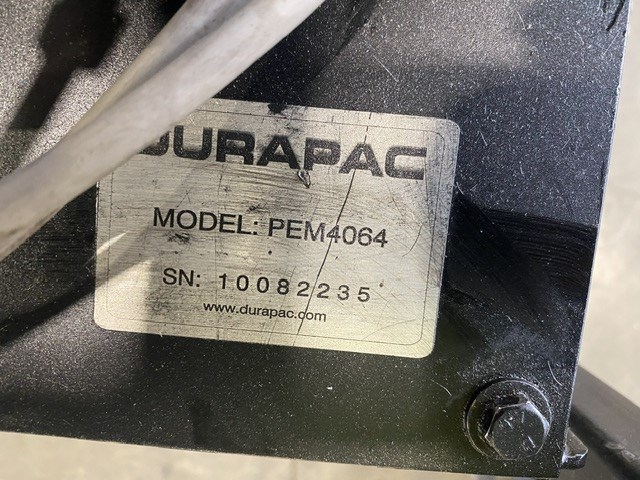 DURAPAC
MODEL: PEM4064
SN: 10082235
www.durapac.com